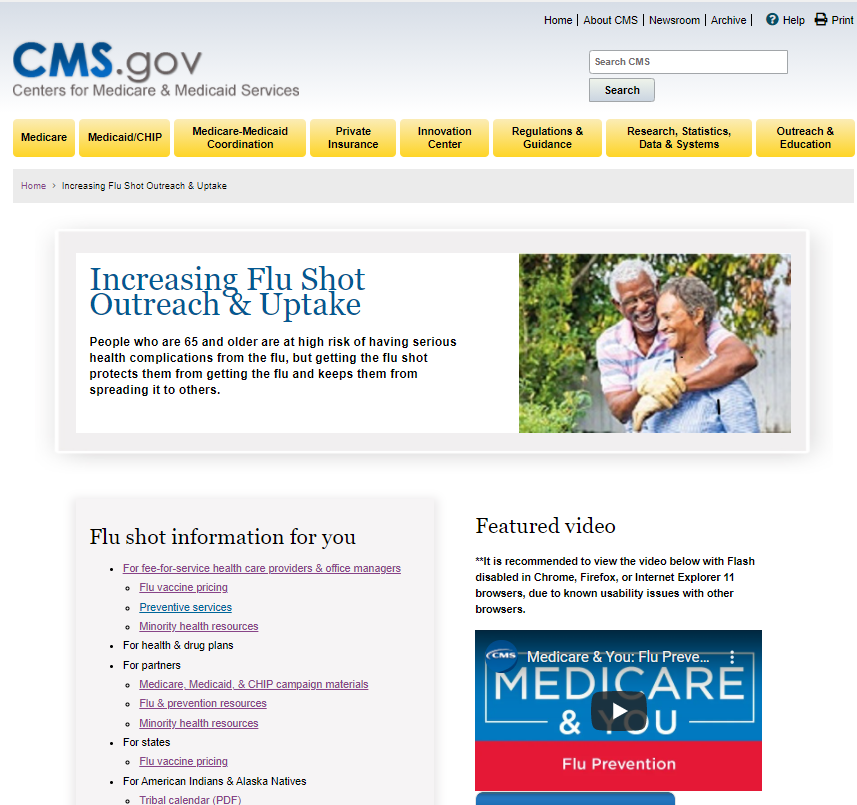 Home | About CMS | Newsroom | Archive | Help Print
CMS.gov
Centers for Medicare & Medicaid Services
Search CMS
Search
Medicare
Medicaid/CHIP
Medicare-Medicaid
Coordination
Private
Insurance
Innovation
Center
Regulations &
Guidance
Research, Statistics,
Data & Systems
Outreach &
Education
Home › Increasing Flu Shot Outreach & Uptake
Increasing Flu Shot
Outreach & Uptake
People who are 65 and older are at high risk of having serious
health complications from the flu, but getting the flu shot
protects them from getting the flu and keeps them from
spreading it to others.
Flu shot information for you
For fee-for-service health care providers & office managers
Flu vaccine pricing
Preventive services
Minority health resources
For health & drug plans
For partners
Medicare, Medicaid, & CHIP campaign materials
Flu & prevention resources
Minority health resources
For states
Flu vaccine pricing
For American Indians & Alaska Natives
Tribal calendar (PDF)
Featured video
**It is recommended to view the video below with Flash
disabled in Chrome, Firefox, or Internet Explorer 11
browsers, due to known usability issues with other
browsers.
CMS
Medicare & You: Flu Preve...
MEDICARE
& YOU
Flu Prevention